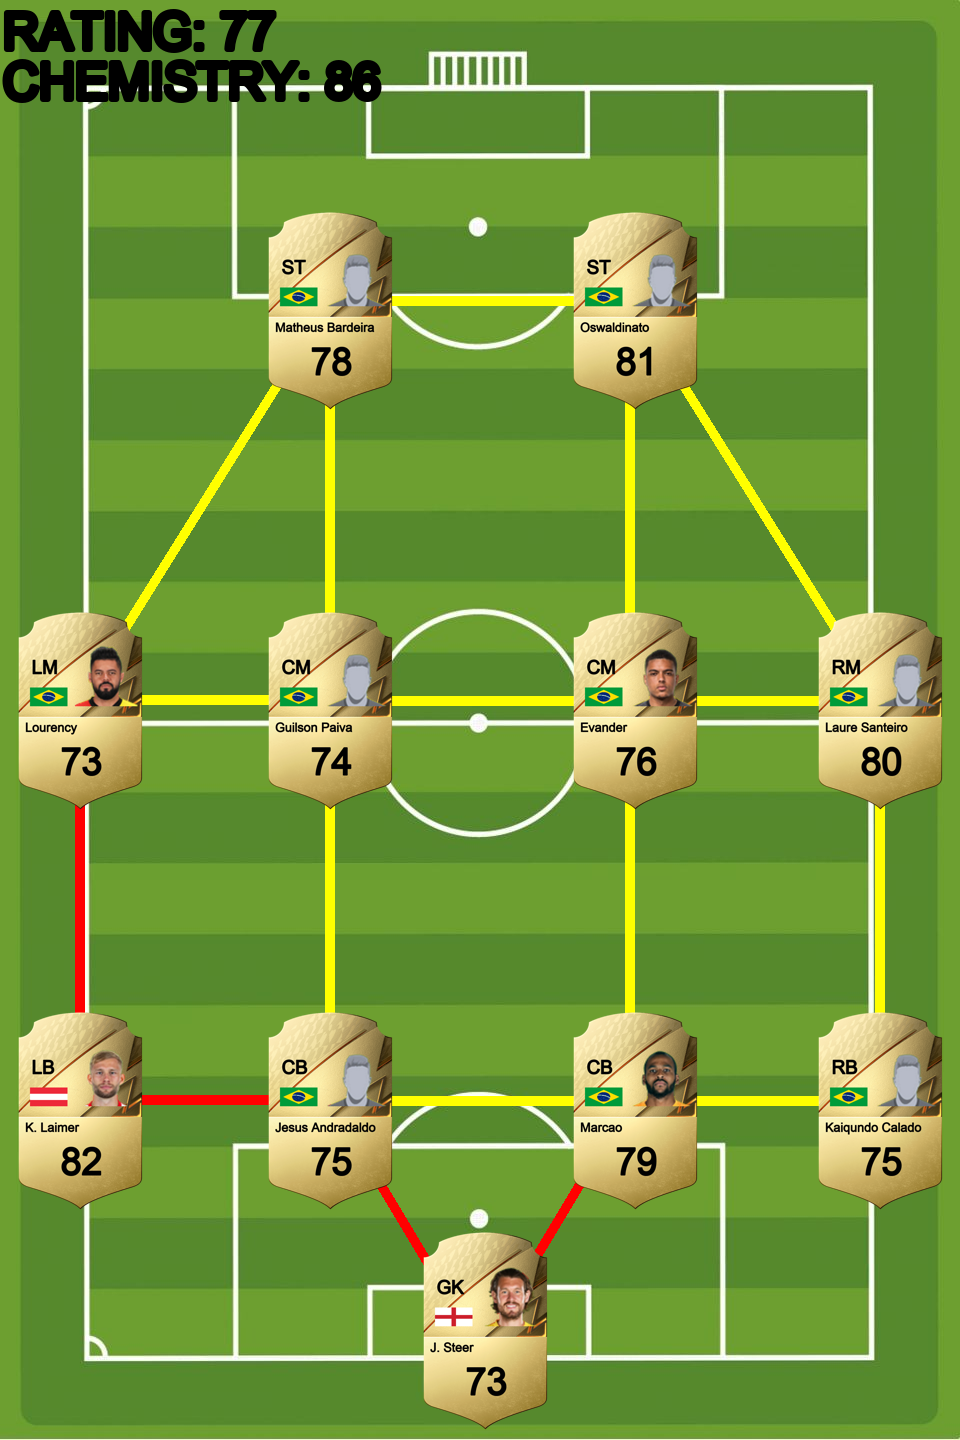 RATING: 77
CHEMISTRY: 86
ST
Matheus Bardeira
78
ST
Oswaldinato
81
LM
Lourency
73
CM
Guilson Paiva
74
CM
Evander
76
RM
Laure Santeiro
80
LB
K. Laimer
82
CB
Jesus Andradaldo
75
CB
Marcao
79
RB
Kaiqundo Calado
75
GK
J. Steer
73